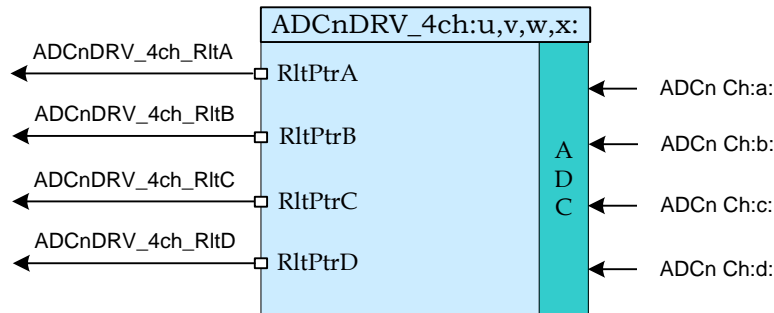 ADCnDRV_4ch:u,v,w,x:
ADCnDRV_4ch_RltA
RltPtrA
ADCn Ch:a:
ADCnDRV_4ch_RltB
RltPtrB
ADCn Ch:b:
A
D
C
ADCnDRV_4ch_RltC
RltPtrC
ADCn Ch:c:
ADCnDRV_4ch_RltD
RltPtrD
ADCn Ch:d: